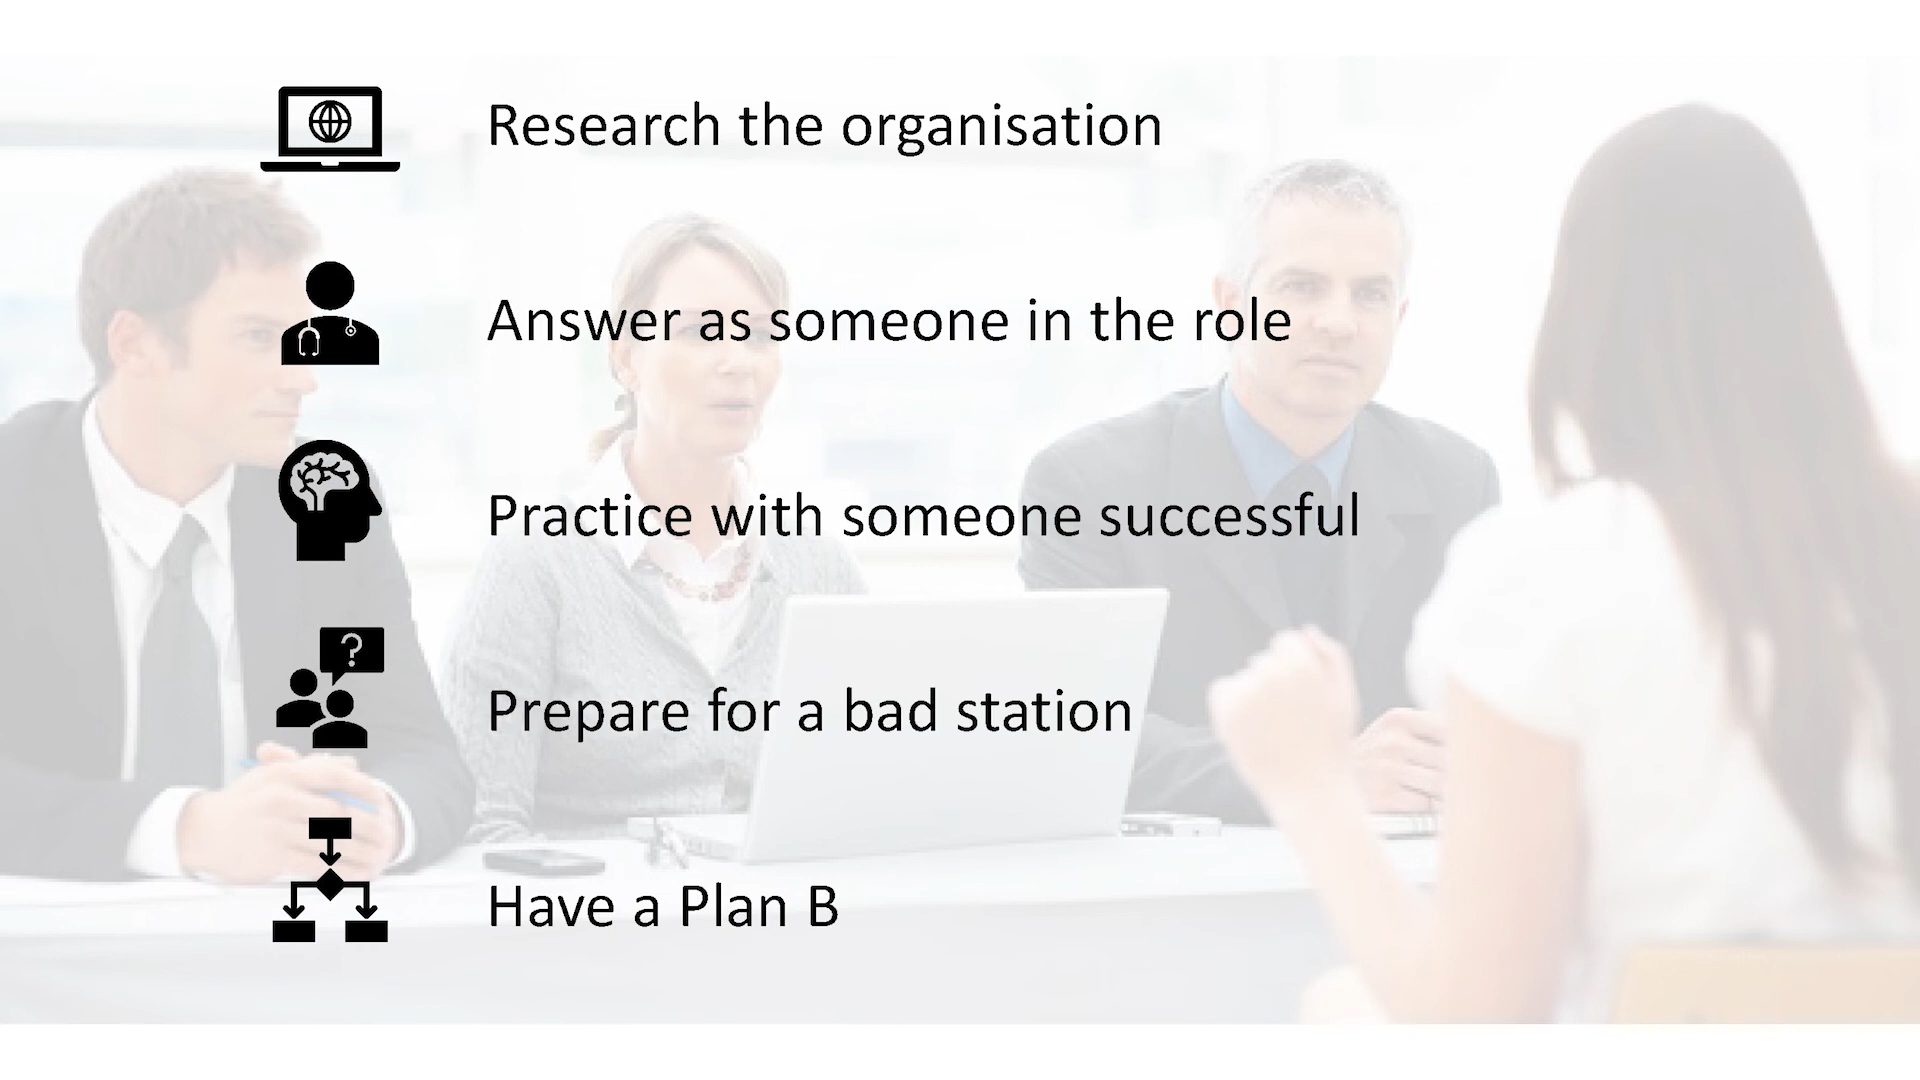 Research the organisation
Answer as someone in the role
Practice with someone successful
?
Prepare for a bad station
Have a Plan B